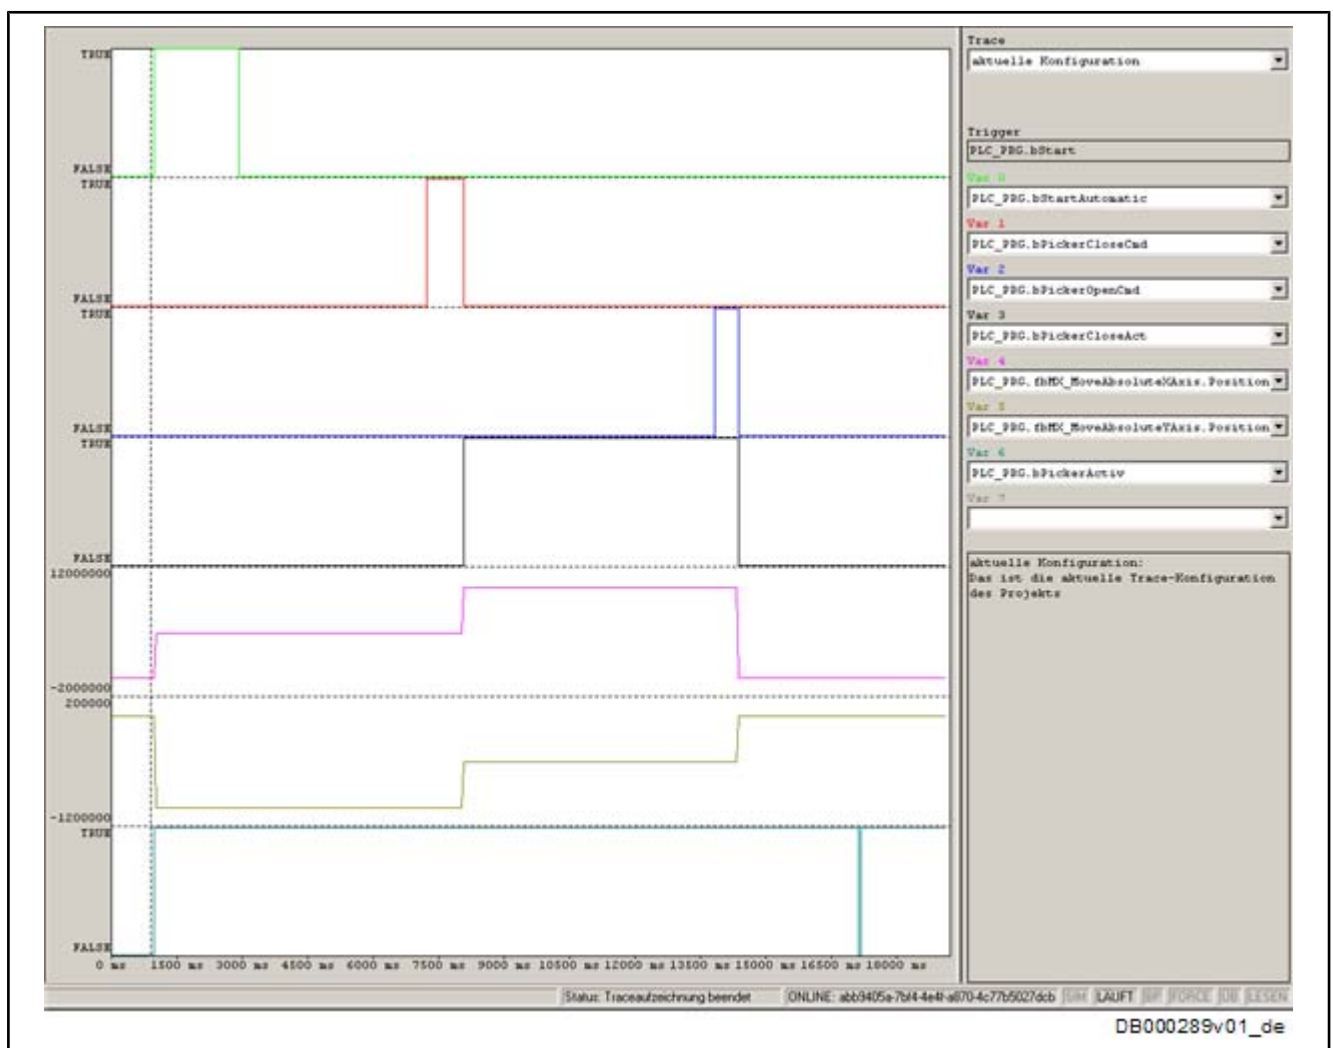 TRUE
FALSE
TRUE
FALSE
TRUE
FALSE
TRUE
FALSE
12000000
-2000000
200000
-1200000
TRUE
FALSE
0 ms 1500 ms 3000 ms 4500 ms 6000 ms 7500 ms 9000 ms 10500 ms 12000 ms 13500 ms 15000 ms 16500 ms 18000 ms
Trace
aktuelle Konfiguration
Trigger
PLC_PRG.bStart
Var 0
PLC_PRG.bStartAutomatic
Var 1
PLC_PRG.bPickerCloseCmd
Var 2
PLC_PRG.bPickerOpenCmd
Var 3
PLC_PRG.bPickerCloseAct
Var 4
PLC_PRG.fbMX_MoveAbsoluteXAxis.Position
Var 5
PLC_PRG.fbMX_MoveAbsoluteYAxis.Position
Var 6
PLC_PRG.bPickerActiv
Var 7
aktuelle Konfiguration:
Das ist die aktuelle Trace-Konfiguration
des Projekts
Status: Traceaufzeichnung beendet ONLINE: abb9405a-7bf4-4e4f-a870-4c77b5027dcb SIM LÄUFT BP FORCE ÜB LESEN
DB000289v01_de